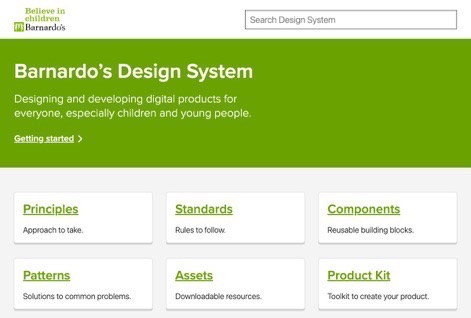 Believe in
children
Barnardo's
Search Design System
Barnardo's Design System
Designing and developing digital products for
everyone, especially children and young people.
Getting started
Principles
Approach to take.
Standards
Rules to follow.
Components
Reusable building blocks.
Patterns
Solutions to common problems.
Assets
Downloadable resources.
Product Kit
Toolkit to create your product.